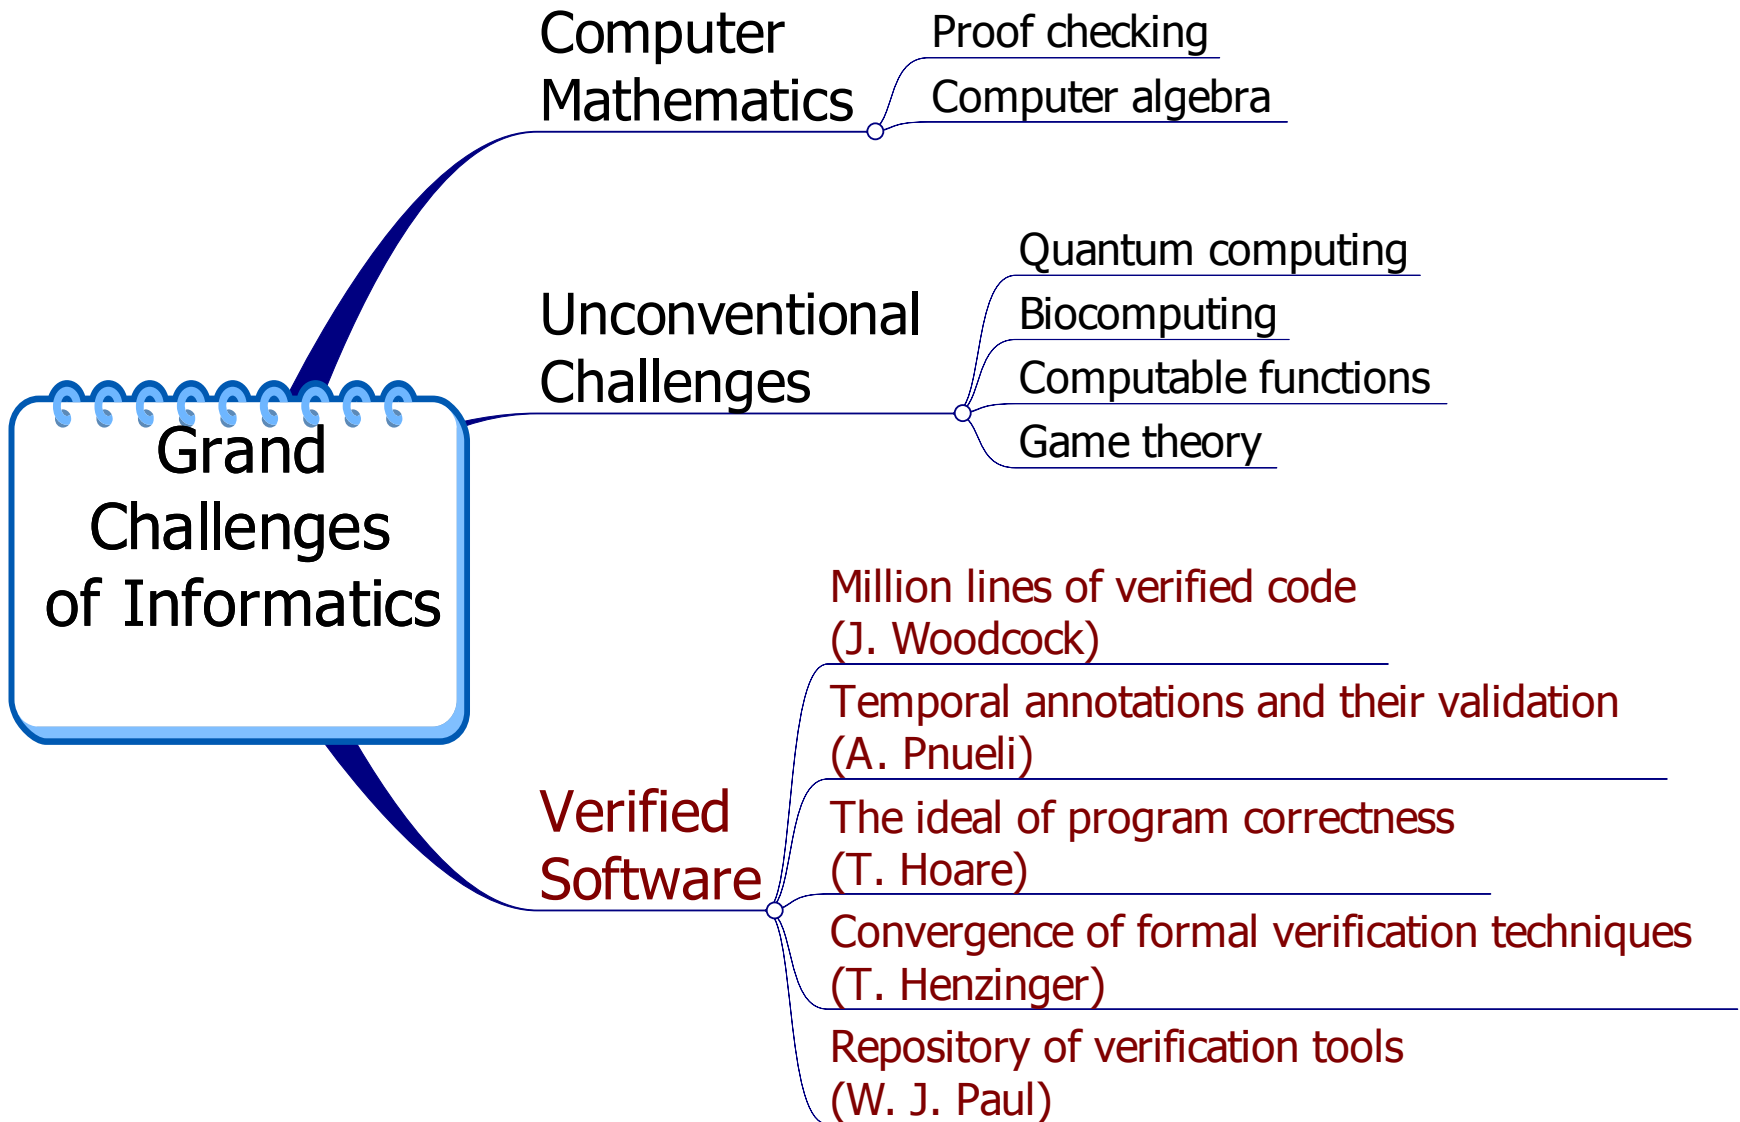 Grand
Challenges
of Informatics
Computer
Mathematics
Proof checking
Computer algebra
Unconventional
Challenges
Quantum computing
Biocomputing
Computable functions
Game theory
Verified
Software
Million lines of verified code
(J. Woodcock)
Temporal annotations and their validation
(A. Pnueli)
The ideal of program correctness
(T. Hoare)
Convergence of formal verification techniques
(T. Henzinger)
Repository of verification tools
(W. J. Paul)